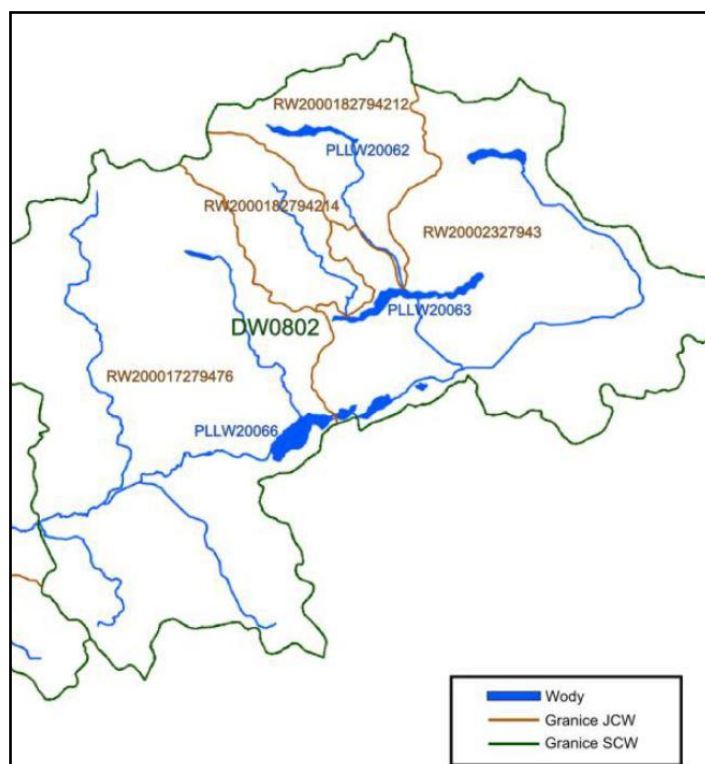 RW2000182794212
PLLW20062
RW2000182794214
RW20002327943
PLLW20063
DW0802
RW200017279476
PLLW20066
Wody
Granice JCW
Granice SCW